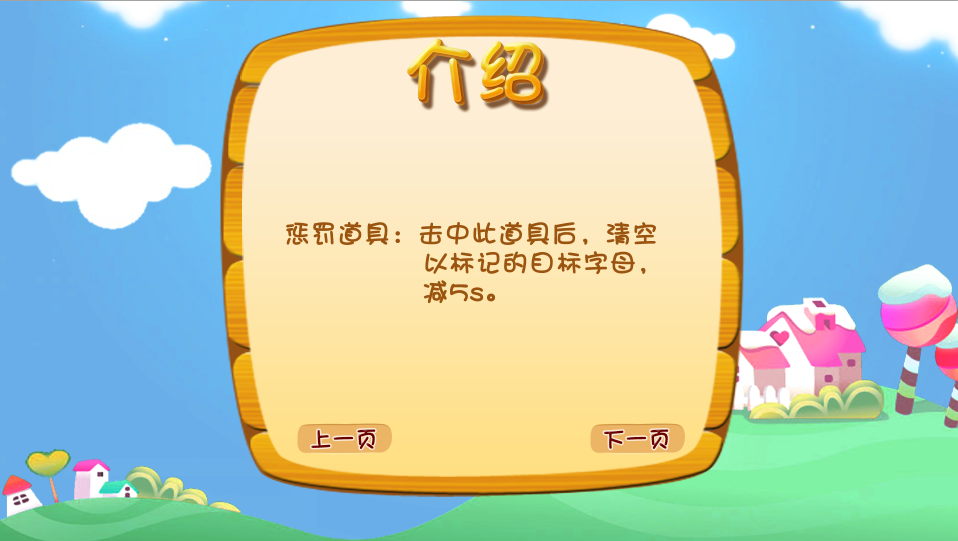 介绍
惩罚道具：击中此道具后，清空
以标记的目标字母，
减5s。
上一页
下一页